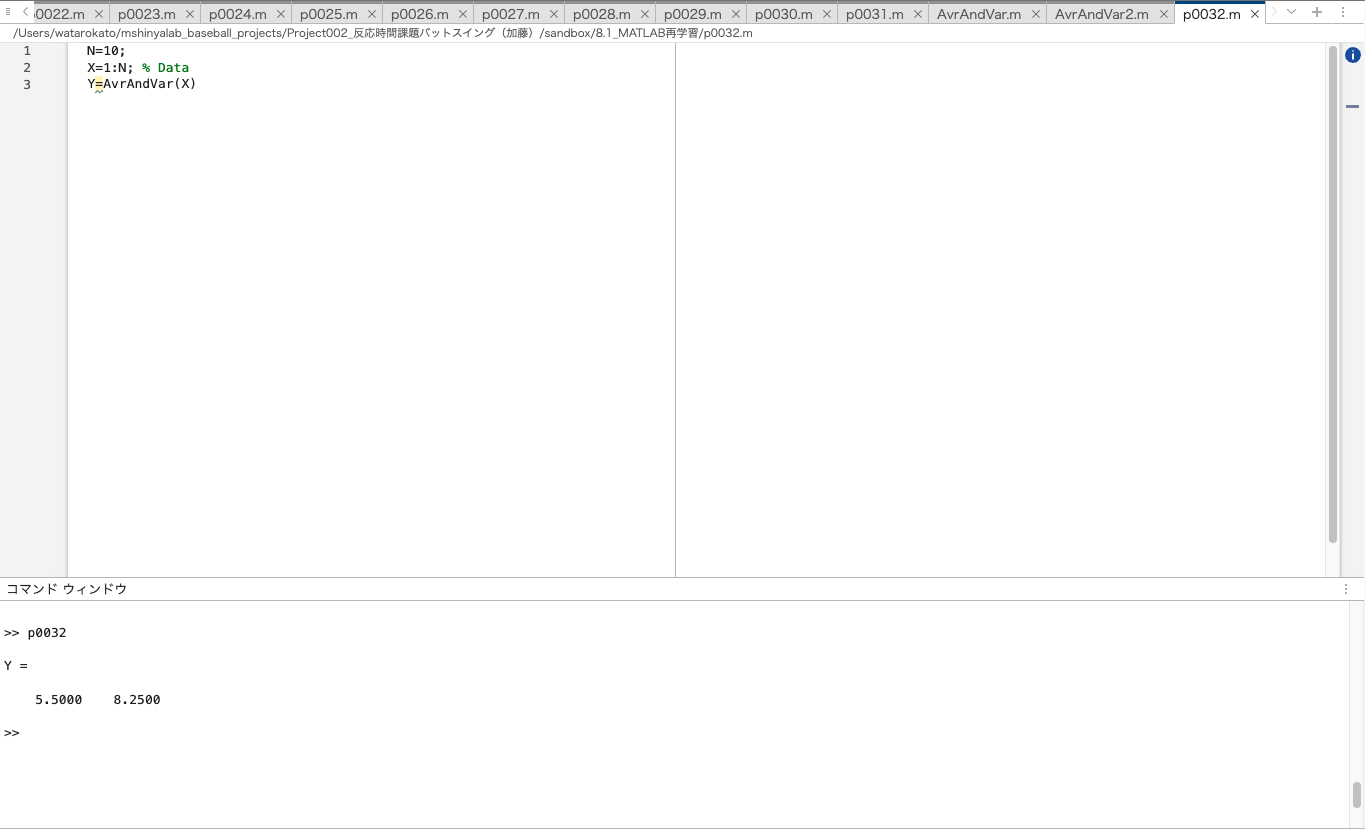 0022.m p0023.m p0024.m p0025.m p0026.m p0027.m p0028.m p0029.m p0030.m p0031.m AvrAndVar.m AvrAndVar2.m p0032.m
/Users/watarokato/mshinyalab_baseball_projects/Project002_反応時間課題バットスイング（加藤）/sandbox/8.1_MATLAB再学習/p0032.m
1 N=10;
2 X=1:N; % Data
3 Y=AvrAndVar(X)
コマンド ウィンドウ
>> p0032
Y =
5.5000 8.2500
>>